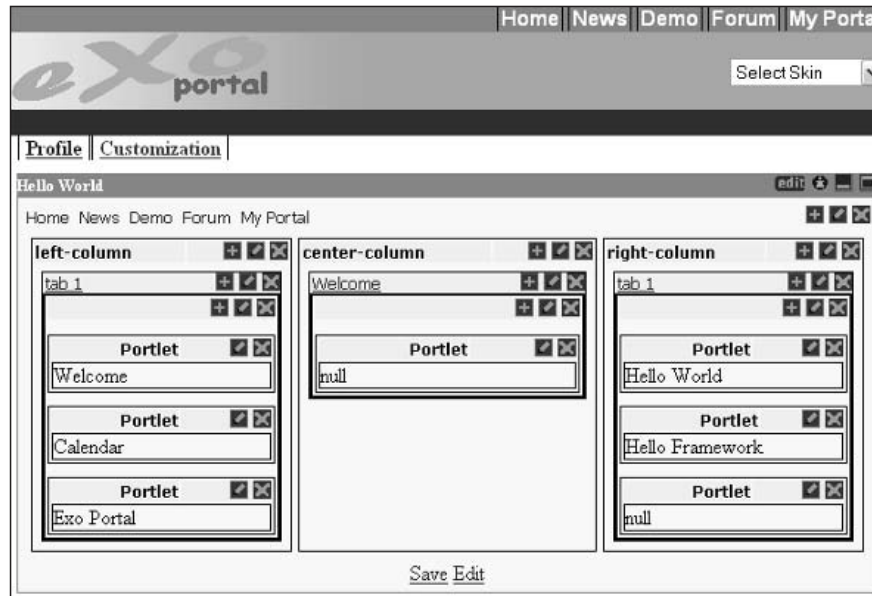 Home News Demo Forum My Porta
eXo portal
Select Skin
Profile Customization
Hello World
edit
Home News Demo Forum My Portal
left-column
tab 1
Portlet
Welcome
Portlet
Calendar
Portlet
Exo Portal
center-column
Welcome
Portlet
null
right-column
tab 1
Portlet
Hello World
Portlet
Hello Framework
Portlet
null
Save Edit